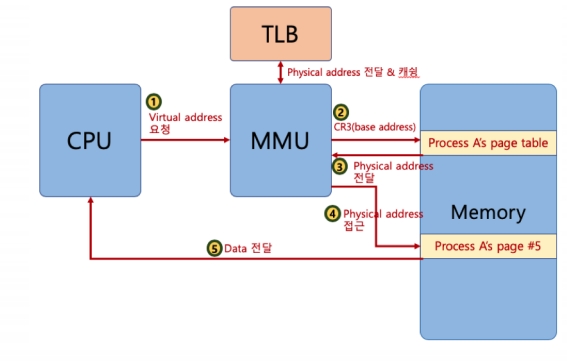 TLB
Physical address 전달 & 캐쉬
CPU
① Virtual address
요청
MMU
② CR3(base address)
Process A's page table
③ Physical address
전달
④ Physical address
접근
Memory
Process A's page #5
⑤ Data 전달